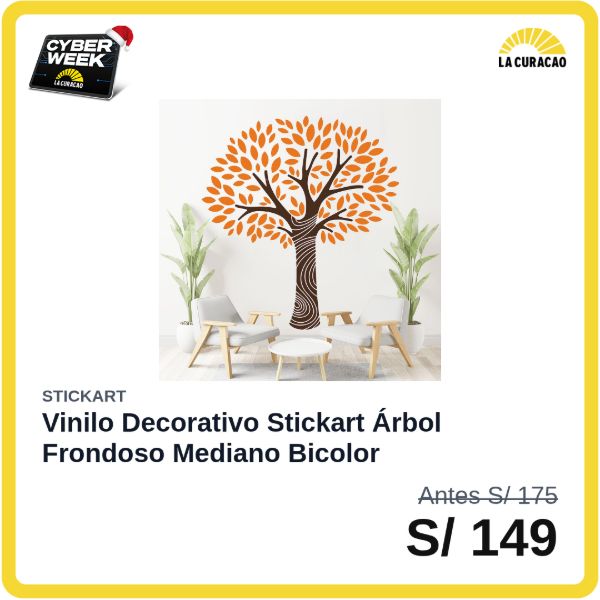 CYBER
WEEK
LA CURACAO
LA CURACAO
STICKART
Vinilo Decorativo Stickart Árbol
Frondoso Mediano Bicolor
Antes S/ 175
S/ 149